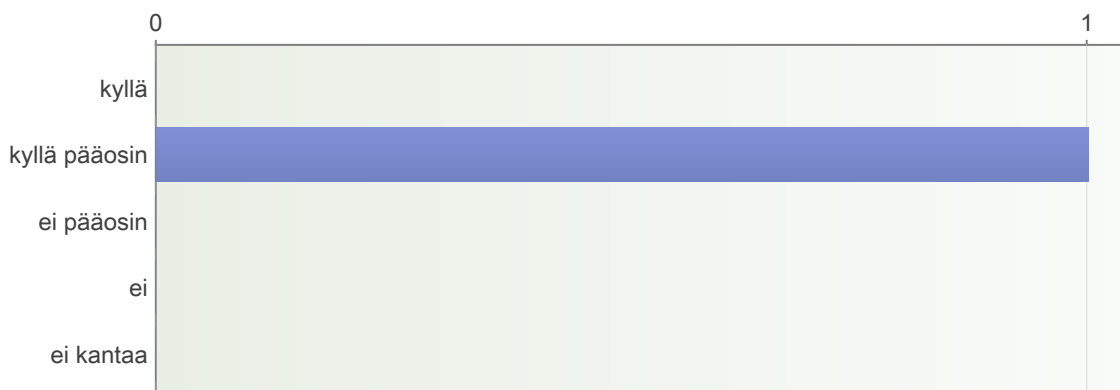 0 1
kyllä
kyllä pääosin
ei pääosin
ei
ei kantaa